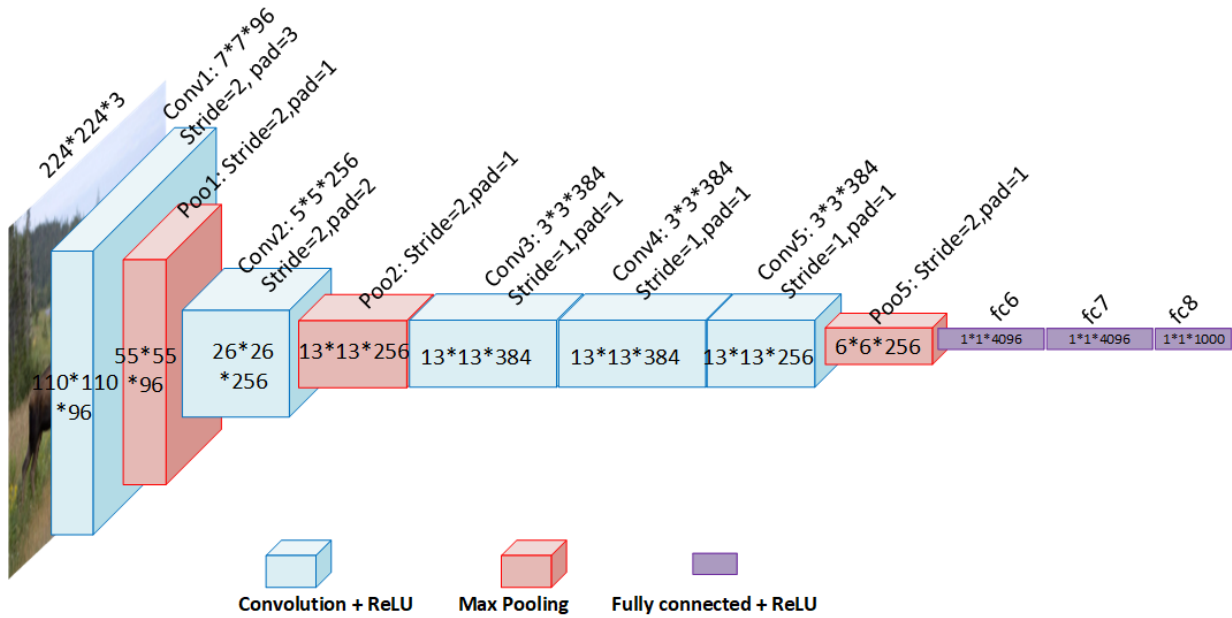 224*224*3
Conv1: 7*7*96
Stride=2, pad=3
Poo1: Stride=2,pad=1
Conv2: 5*5*256
Stride=2,pad=2
Poo2: Stride=2,pad=1
Conv3: 3*3*384
Stride=1,pad=1
Conv4: 3*3*384
Stride=1,pad=1
Conv5: 3*3*384
Stride=1,pad=1
Poo5: Stride=2,pad=1
fc6
fc7
fc8
110*110
*96
55*55
*96
26*26
*256
13*13*256
13*13*384
13*13*384
13*13*256
6*6*256
1*1*4096
1*1*4096
1*1*1000
Convolution + ReLU
Max Pooling
Fully connected + ReLU